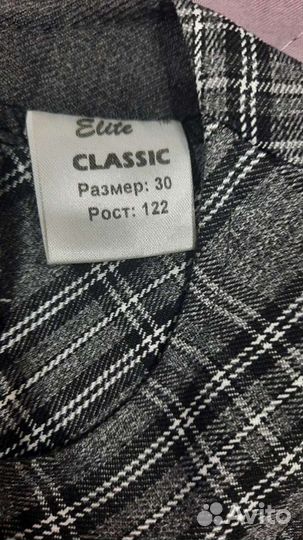 Elite
CLASSIC
Размер: 30
Рост: 122
Avito